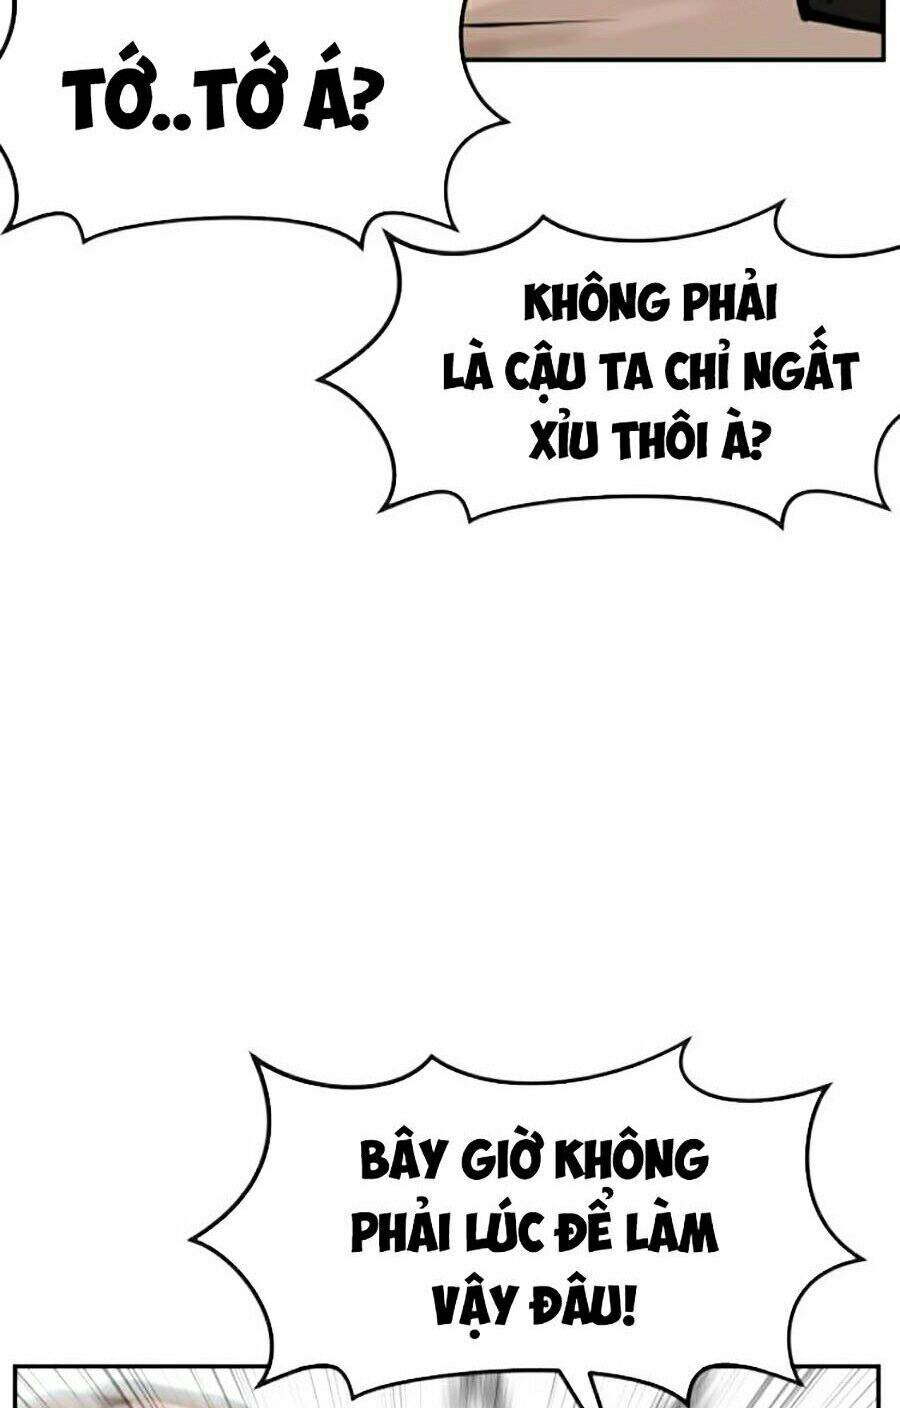 TỚ..TỚ Á?
KHÔNG PHẢI
LÀ CẬU TA CHỈ NGẤT
XỈU THÔI À?
BÂY GIỜ KHÔNG
PHẢI LÚC ĐỂ LÀM
VẬY ĐÂU!